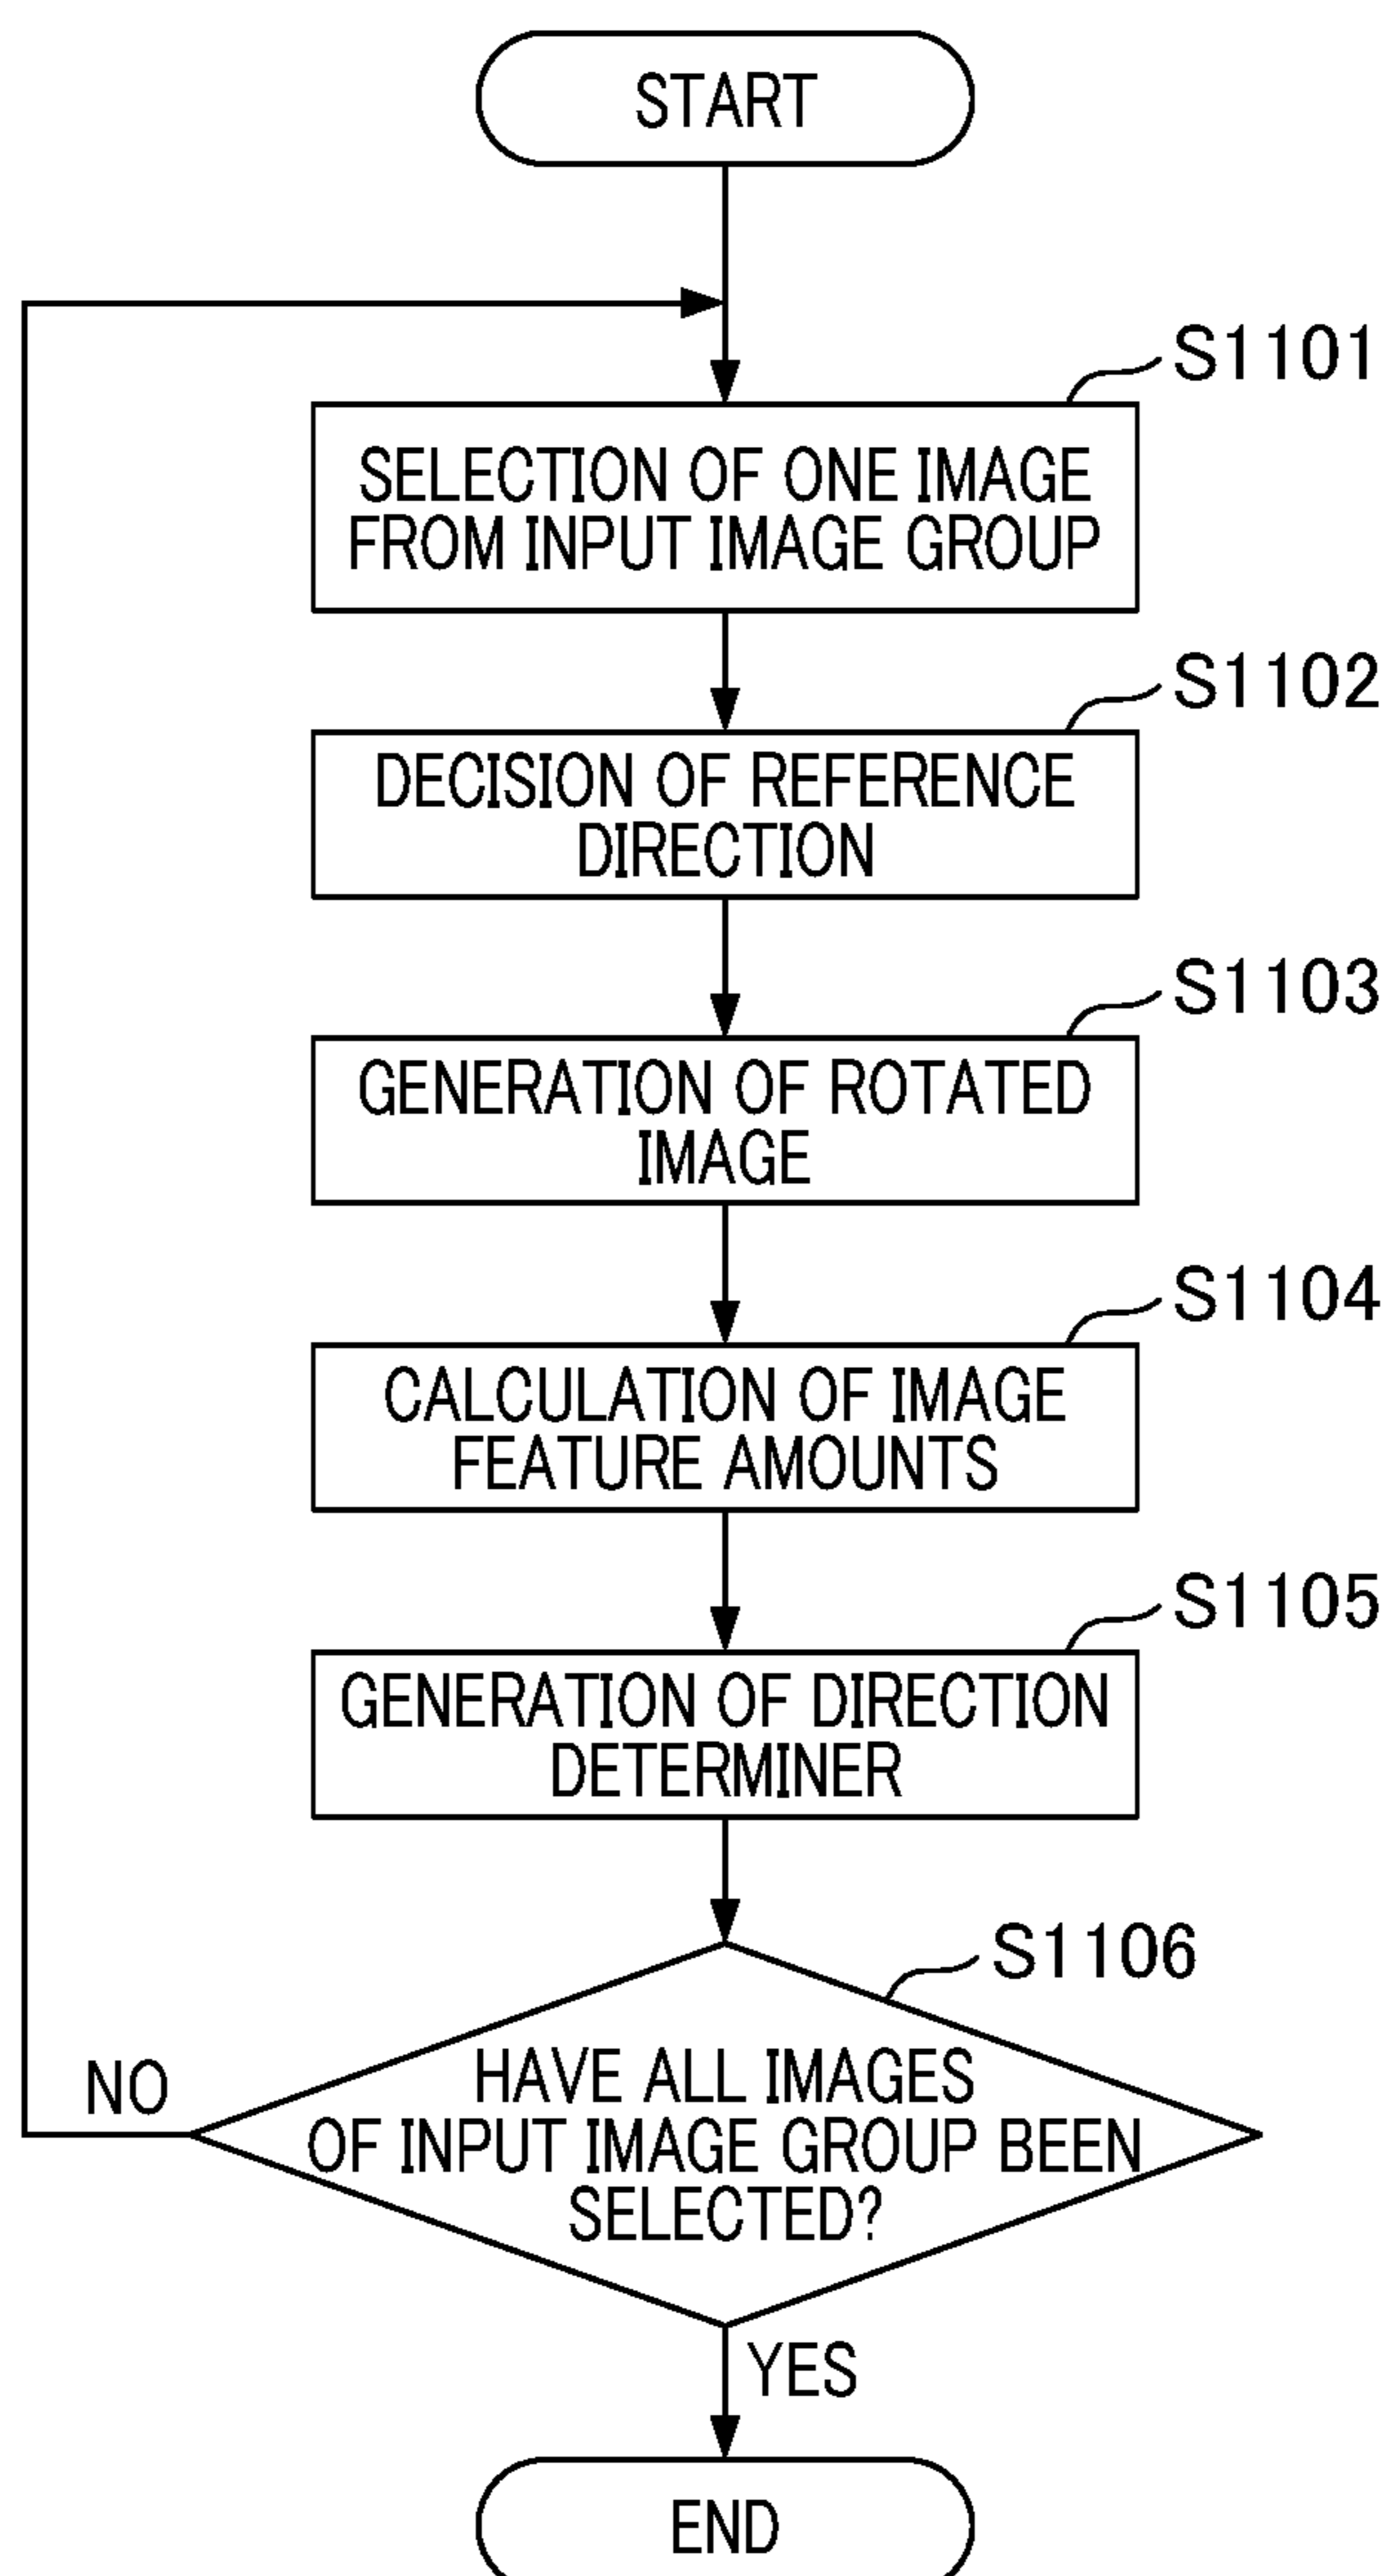 START
S1101
SELECTION OF ONE IMAGE
FROM INPUT IMAGE GROUP
S1102
DECISION OF REFERENCE
DIRECTION
S1103
GENERATION OF ROTATED
IMAGE
S1104
CALCULATION OF IMAGE
FEATURE AMOUNTS
S1105
GENERATION OF DIRECTION
DETERMINER
S1106
HAVE ALL IMAGES
OF INPUT IMAGE GROUP BEEN
SELECTED?
NO
YES
END